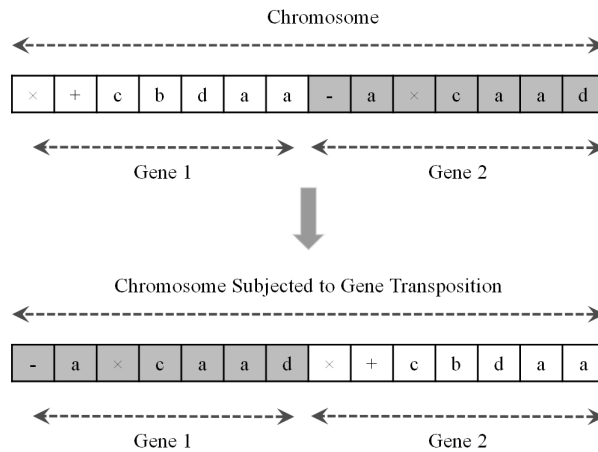 Chromosome
× + c b d a a - a × c a a d
Gene 1 Gene 2
Chromosome Subjected to Gene Transposition
- a × c a a d × + c b d a a
Gene 1 Gene 2